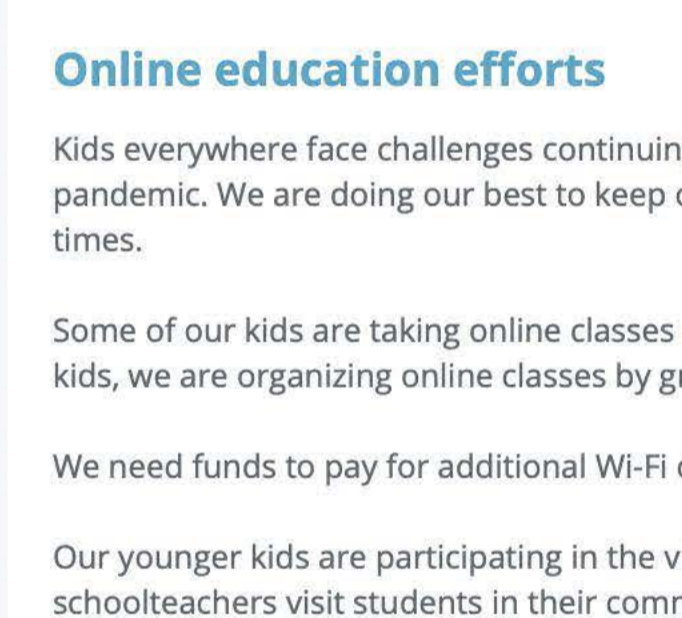 Online education efforts
Kids everywhere face challenges continuin
pandemic. We are doing our best to keep
times.
Some of our kids are taking online classes
kids, we are organizing online classes by
We need funds to pay for additional Wi-Fi
Our younger kids are participating in the v
schoolteachers visit students in their com